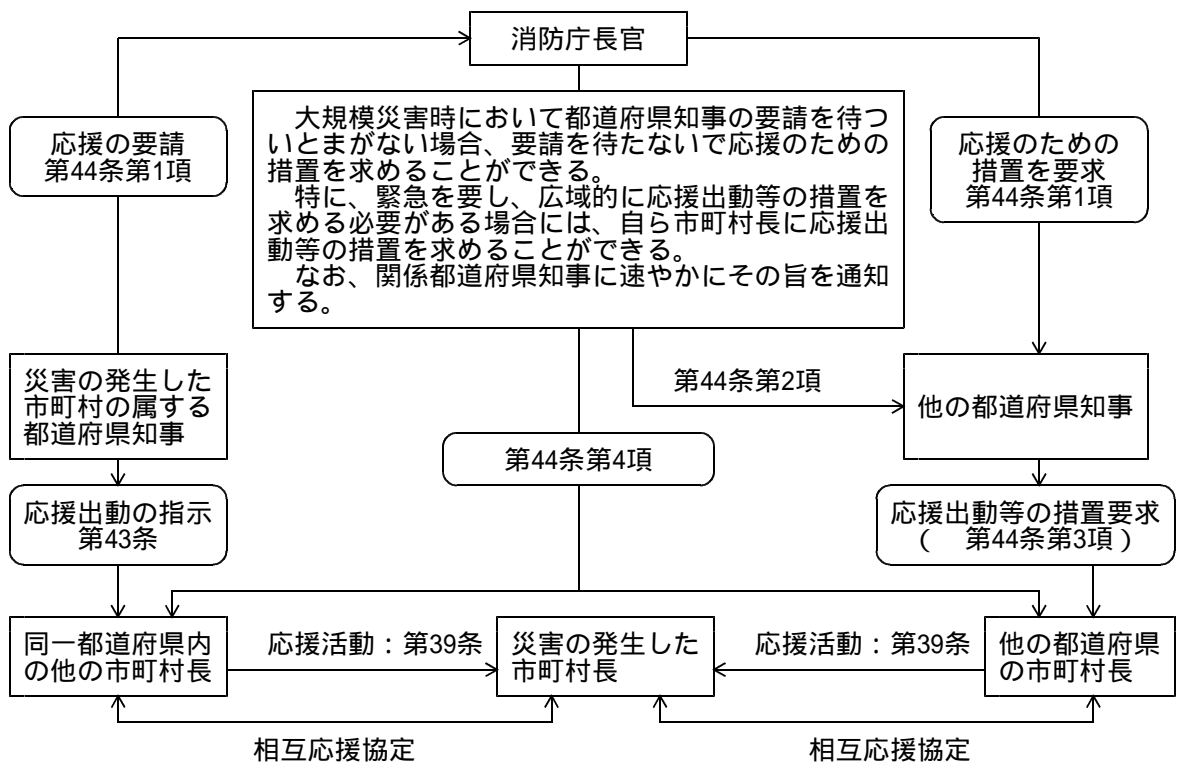 消防庁長官
応援の要請
第44条第1項
大規模災害時において都道府県知事の要請を待つ
いとまがない場合、要請を待たないで応援のための
措置を求めることができる。
特に、緊急を要し、広域的に応援出動等の措置を
求める必要がある場合には、自ら市町村長に応援出
動等の措置を求めることができる。
なお、関係都道府県知事に速やかにその旨を通知
する。
応援のための
措置を要求
第44条第1項
災害の発生した
市町村の属する
都道府県知事
第44条第2項
他の都道府県知事
第44条第4項
応援出動の指示
第43条
応援出動等の措置要求
(　第44条第3項)
同一都道府県内
の他の市町村長
応援活動:第39条
災害の発生した
市町村長
応援活動:第39条
他の都道府県
の市町村長
相互応援協定
相互応援協定